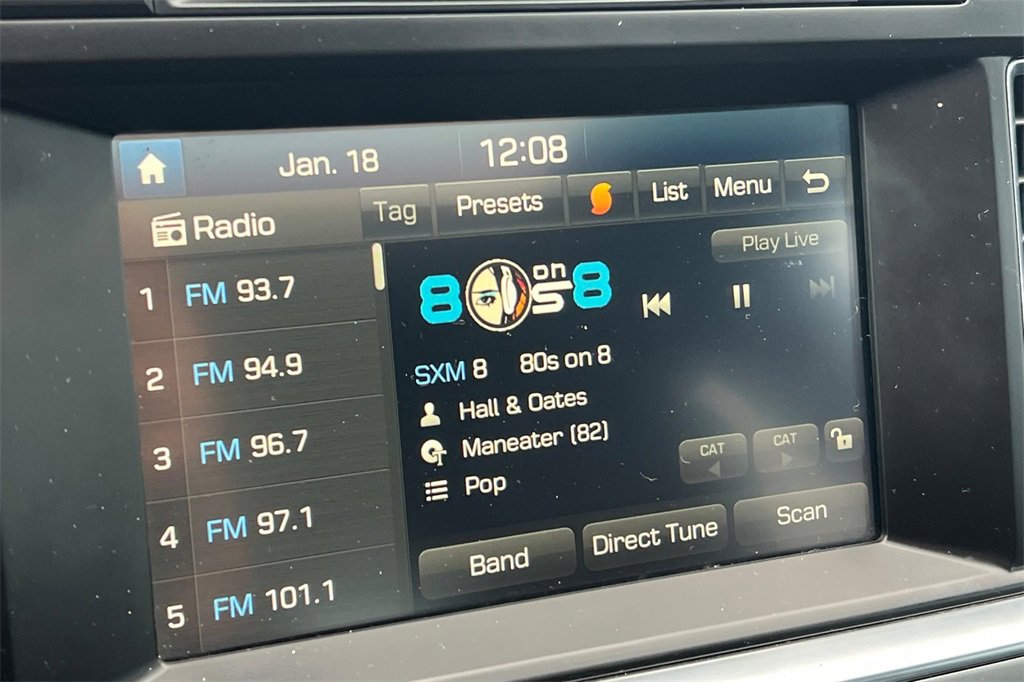 Jan. 18 12:08
Radio Tag Presets List Menu
Play Live
1 FM 93.7
2 FM 94.9
3 FM 96.7
4 FM 97.1
5 FM 101.1
80s on 8
SXM 8 80s on 8
Hall & Oates
Maneater (82)
Pop
CAT CAT
Band Direct Tune Scan